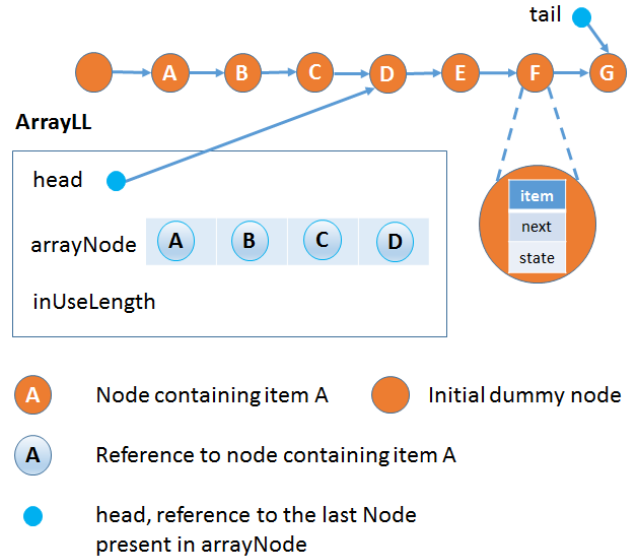 tail
A B C D E F G
ArrayLL
head
arrayNode A B C D
inUseLength
item
next
state
A Node containing item A
Initial dummy node
A Reference to node containing item A
head, reference to the last Node
present in arrayNode